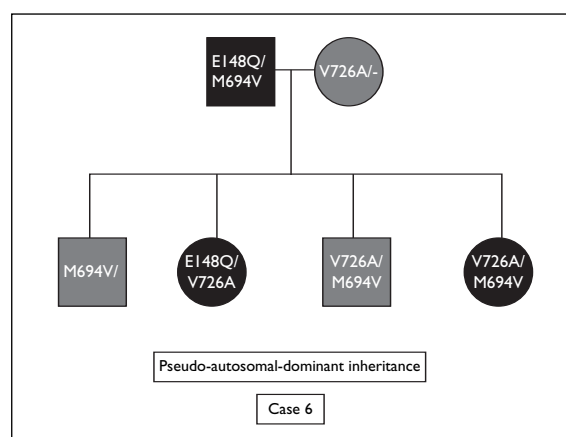 E148Q/
M694V
V726A/-
M694V/
E148Q/
V726A
V726A/
M694V
V726A/
M694V
Pseudo-autosomal-dominant inheritance
Case 6